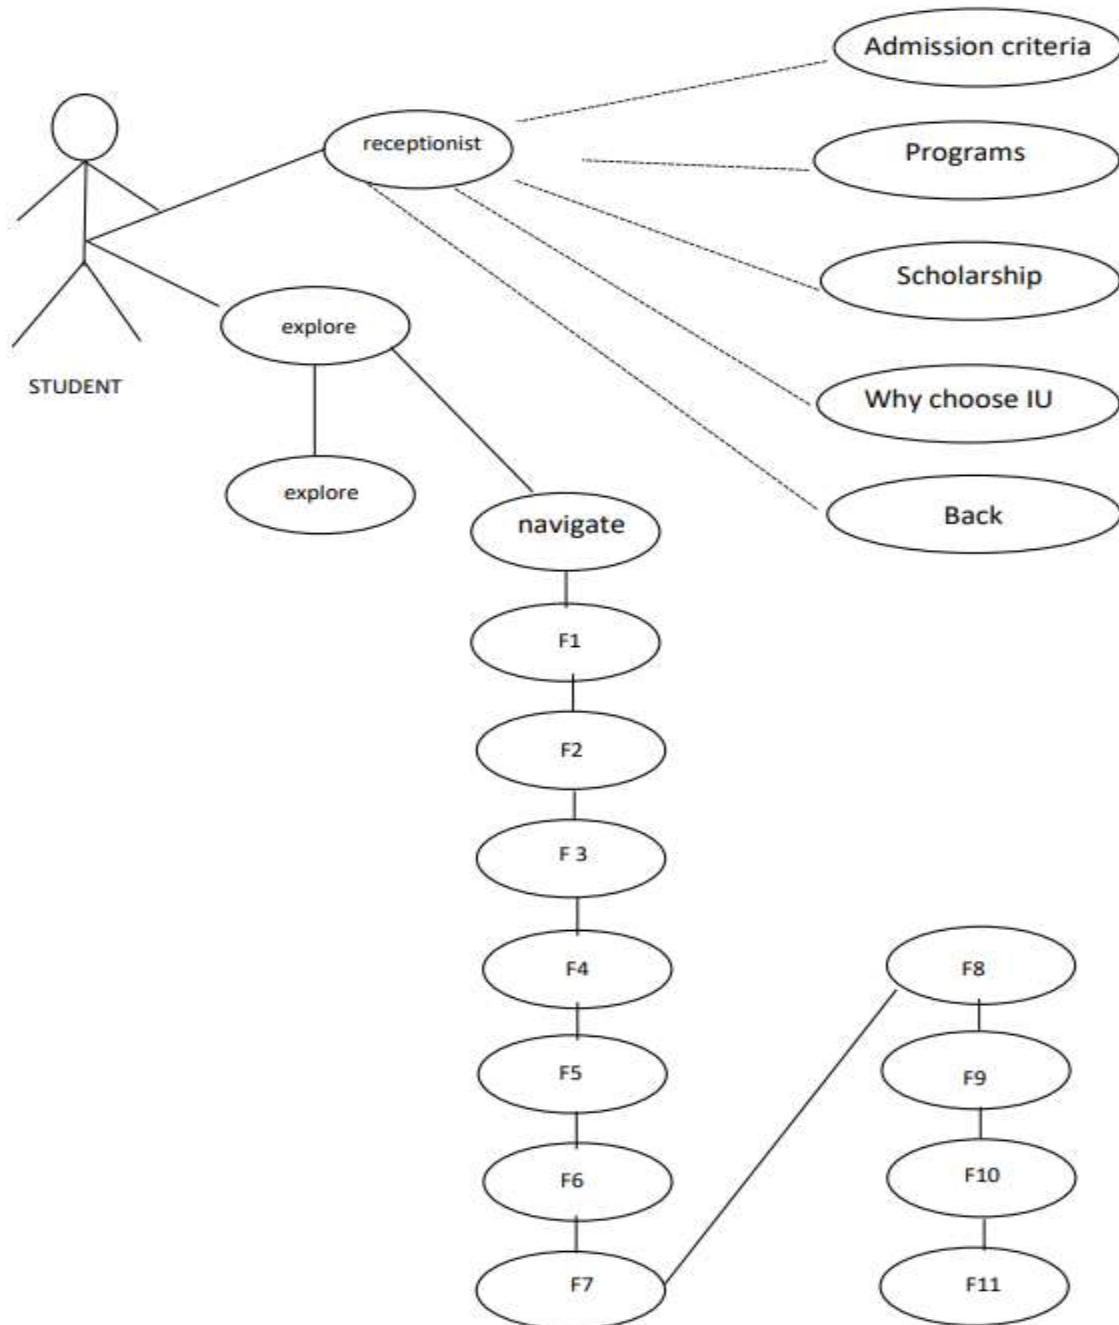 Admission criteria
receptionist
Programs
Scholarship
explore
STUDENT
Why choose IU
explore
Back
navigate
F1
F2
F 3
F4
F5
F6
F7
F8
F9
F10
F11